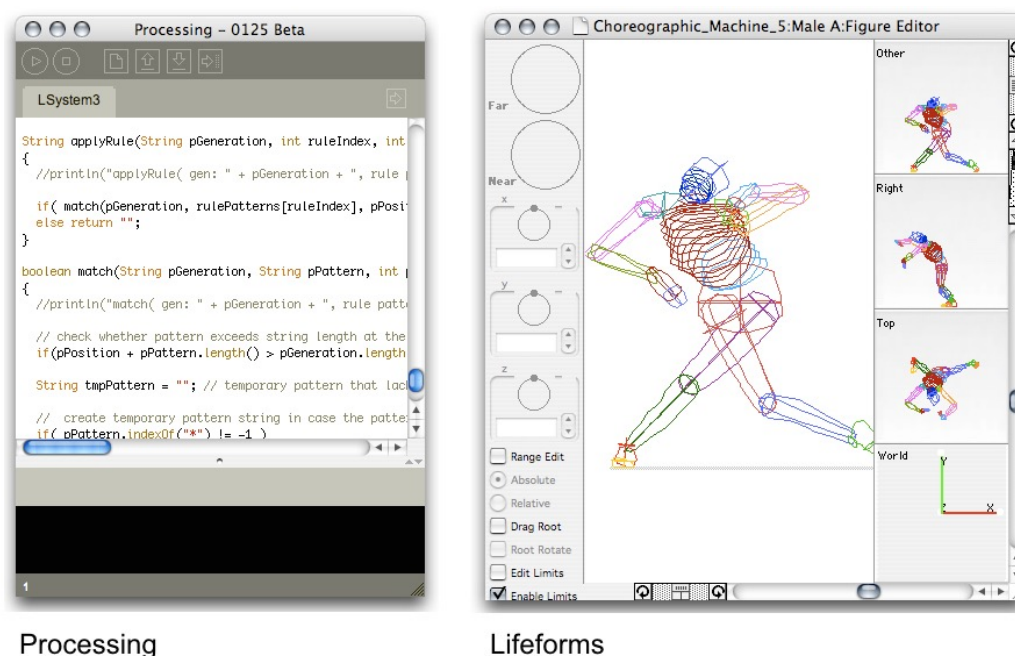 Processing – 0125 Beta
LSystem3
String applyRule(String pGeneration, int ruleIndex, int
{
//println("applyRule( gen: " + pGeneration + ", rule
if( match(pGeneration, rulePatterns[ruleIndex], pPosi
else return "";
}
boolean match(String pGeneration, String pPattern, int
{
//println("match( gen: " + pGeneration + ", rule patt
// check whether pattern exceeds string length at the
if(pPosition + pPattern.length() > pGeneration.length
String tmpPattern = ""; // temporary pattern that lac
// create temporary pattern string in case the patte
if( pPattern.indexOf("*") != -1 )
1
Processing
Choreographic_Machine_5:Male A:Figure Editor
Far
Near
x
y
z
Range Edit
Absolute
Relative
Drag Root
Root Rotate
Edit Limits
Enable Limits
Other
Right
Top
World
Y
Z
X
Lifeforms